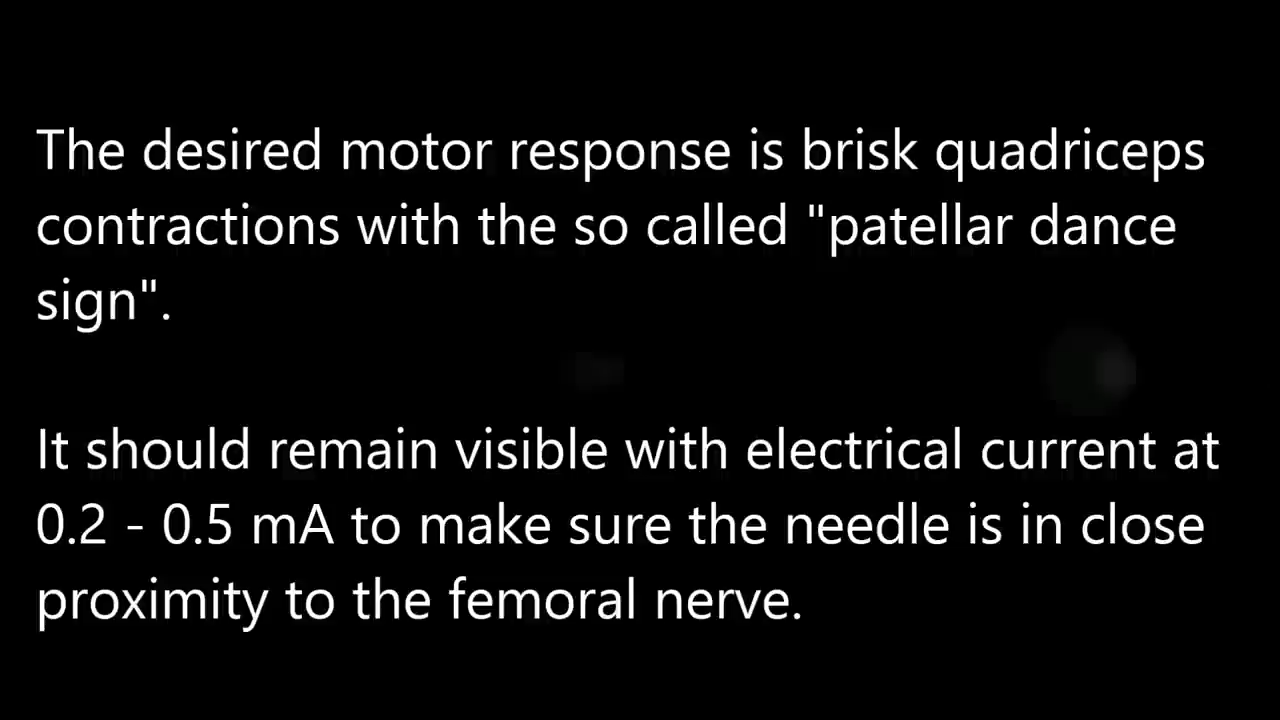 The desired motor response is brisk quadriceps
contractions with the so called "patellar dance
sign".
It should remain visible with electrical current at
0.2 - 0.5 mA to make sure the needle is in close
proximity to the femoral nerve.